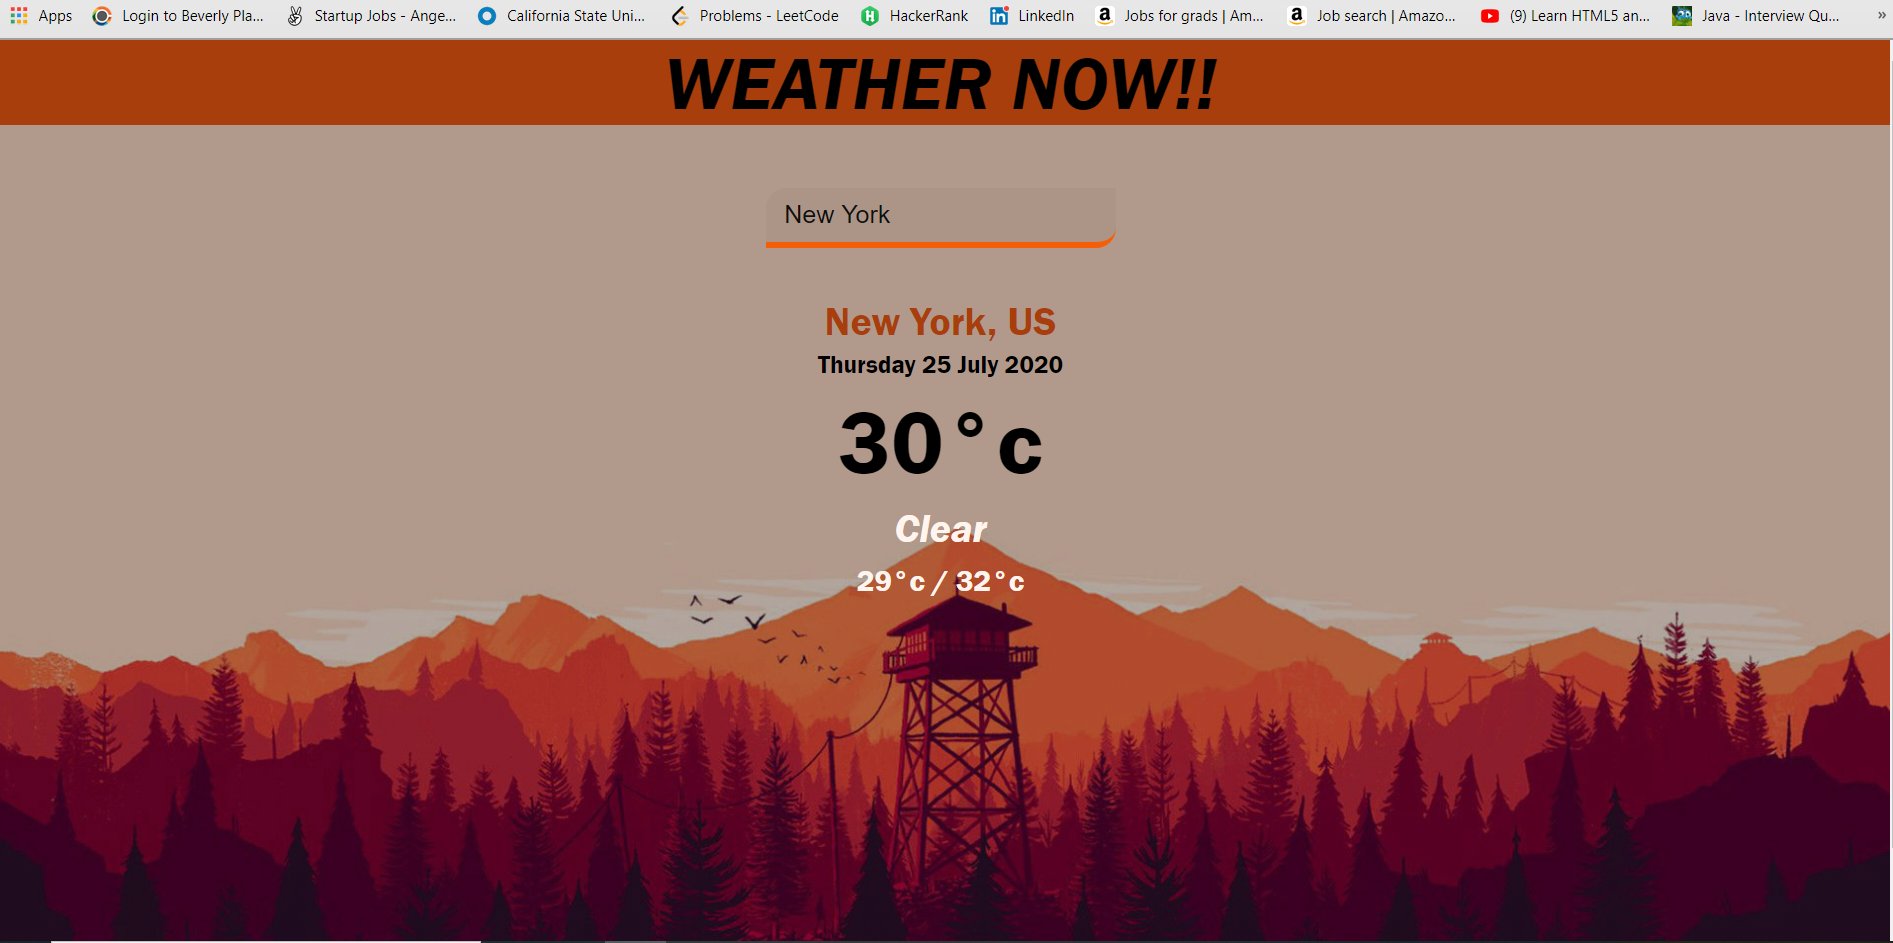 Apps Login to Beverly Pla... Startup Jobs - Ange... California State Uni... Problems - LeetCode HackerRank LinkedIn Jobs for grads | Am... Job search | Amazo... (9) Learn HTML5 an... Java - Interview Qu... »
WEATHER NOW!!
New York
New York, US
Thursday 25 July 2020
30°c
Clear
29°c / 32°c